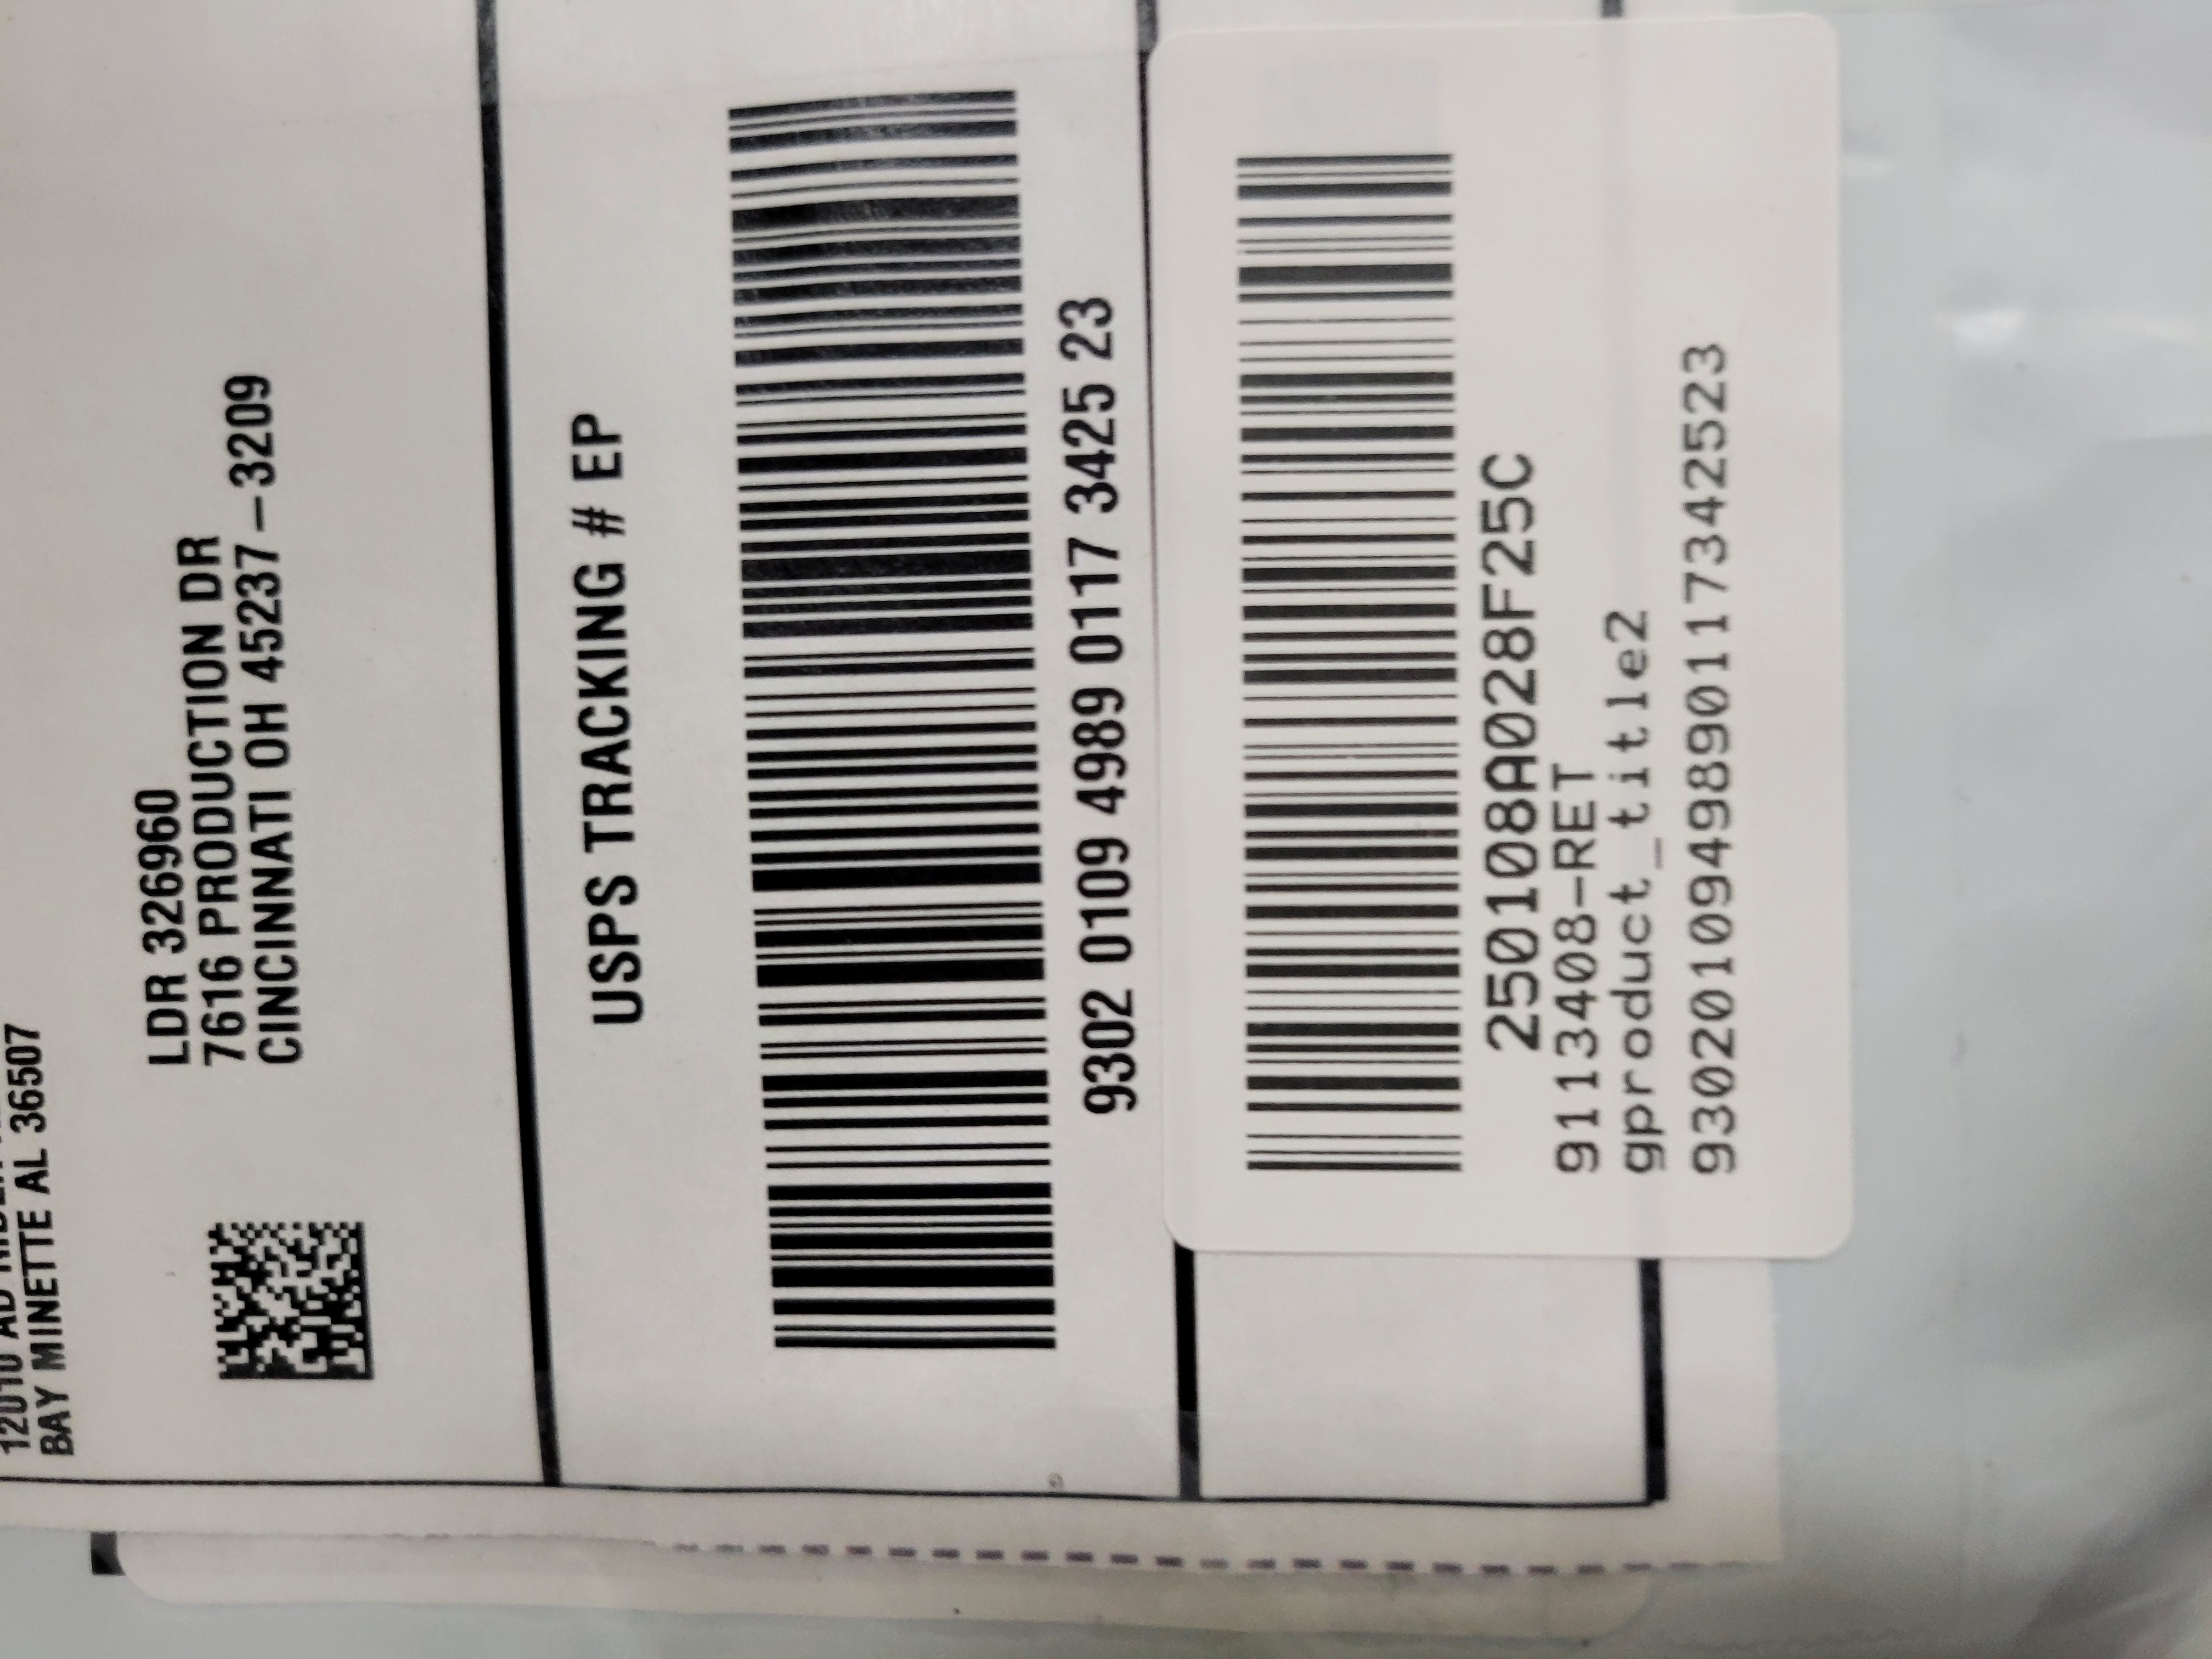 BAY MINETTE AL 36507
LDR 326960
7616 PRODUCTION DR
CINCINNATI OH 45237-3209
USPS TRACKING # EP
9302 0109 4989 0117 3425 23
250108A028F25C
9113408-RET
gproduct_title2
9302010949890117342523